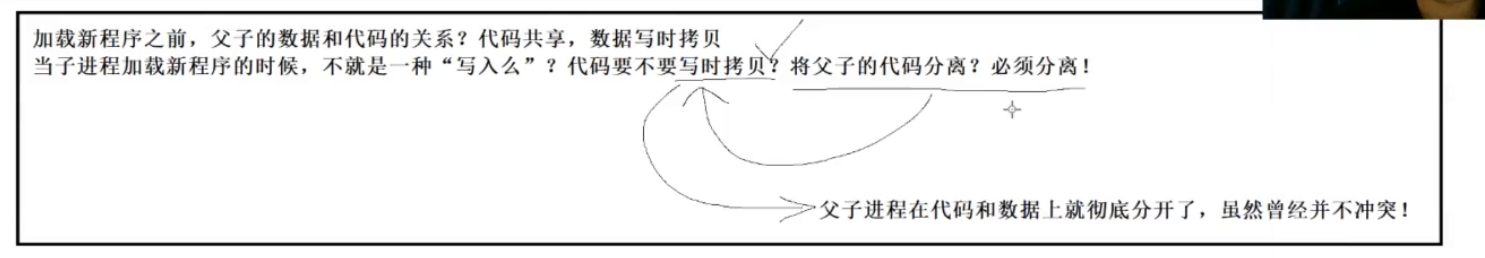 加载新程序之前，父子的数据和代码的关系？代码共享，数据写时拷贝
当子进程加载新程序的时候，不就是一种“写入么”？代码要不要写时拷贝？将父子的代码分离？必须分离！
父子进程在代码和数据上就彻底分开了，虽然曾经并不冲突！